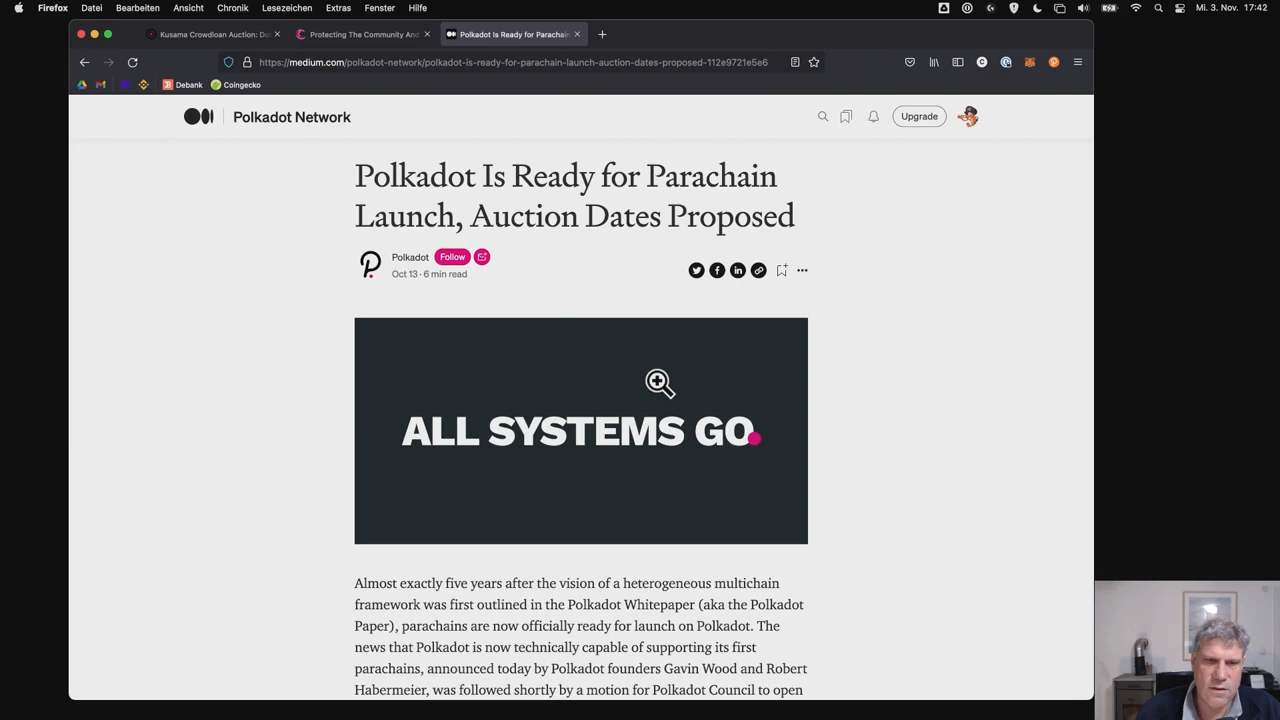 Firefox Datei Bearbeiten Ansicht Chronik Lesezeichen Extras Fenster Hilfe Mi. 3. Nov. 17:42
Kusama Crowdloan Auction: Do Protecting The Community And Polkadot Is Ready for Parachain
https://medium.com/polkadot-network/polkadot-is-ready-for-parachain-launch-auction-dates-proposed-112e9721e5e6
Debank Coingecko
Polkadot Network Upgrade
Polkadot Is Ready for Parachain
Launch, Auction Dates Proposed
Polkadot Follow
Oct 13 · 6 min read
ALL SYSTEMS GO
Almost exactly five years after the vision of a heterogeneous multichain
framework was first outlined in the Polkadot Whitepaper (aka the Polkadot
Paper), parachains are now officially ready for launch on Polkadot. The
news that Polkadot is now technically capable of supporting its first
parachains, announced today by Polkadot founders Gavin Wood and Robert
Habermeier, was followed shortly by a motion for Polkadot Council to open